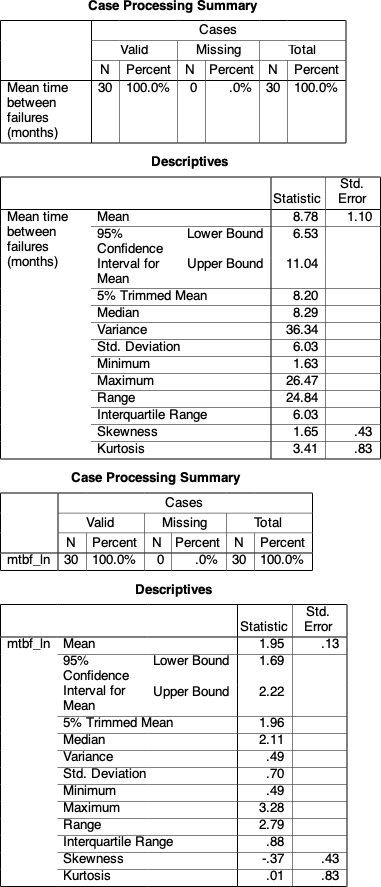 Case Processing Summary
Cases
Valid Missing Total
N Percent N Percent N Percent
Mean time 30 100.0% 0 .0% 30 100.0%
between
failures
(months)
Descriptives
Std.
Statistic Error
Mean time Mean 8.78 1.10
between 95% Lower Bound 6.53
failures Confidence
(months) Interval for Upper Bound 11.04
Mean
5% Trimmed Mean 8.20
Median 8.29
Variance 36.34
Std. Deviation 6.03
Minimum 1.63
Maximum 26.47
Range 24.84
Interquartile Range 6.03
Skewness 1.65 .43
Kurtosis 3.41 .83
Case Processing Summary
Cases
Valid Missing Total
N Percent N Percent N Percent
mtbf_ln 30 100.0% 0 .0% 30 100.0%
Descriptives
Std.
Statistic Error
mtbf_ln Mean 1.95 .13
95% Lower Bound 1.69
Confidence
Interval for Upper Bound 2.22
Mean
5% Trimmed Mean 1.96
Median 2.11
Variance .49
Std. Deviation .70
Minimum .49
Maximum 3.28
Range 2.79
Interquartile Range .88
Skewness -.37 .43
Kurtosis .01 .83